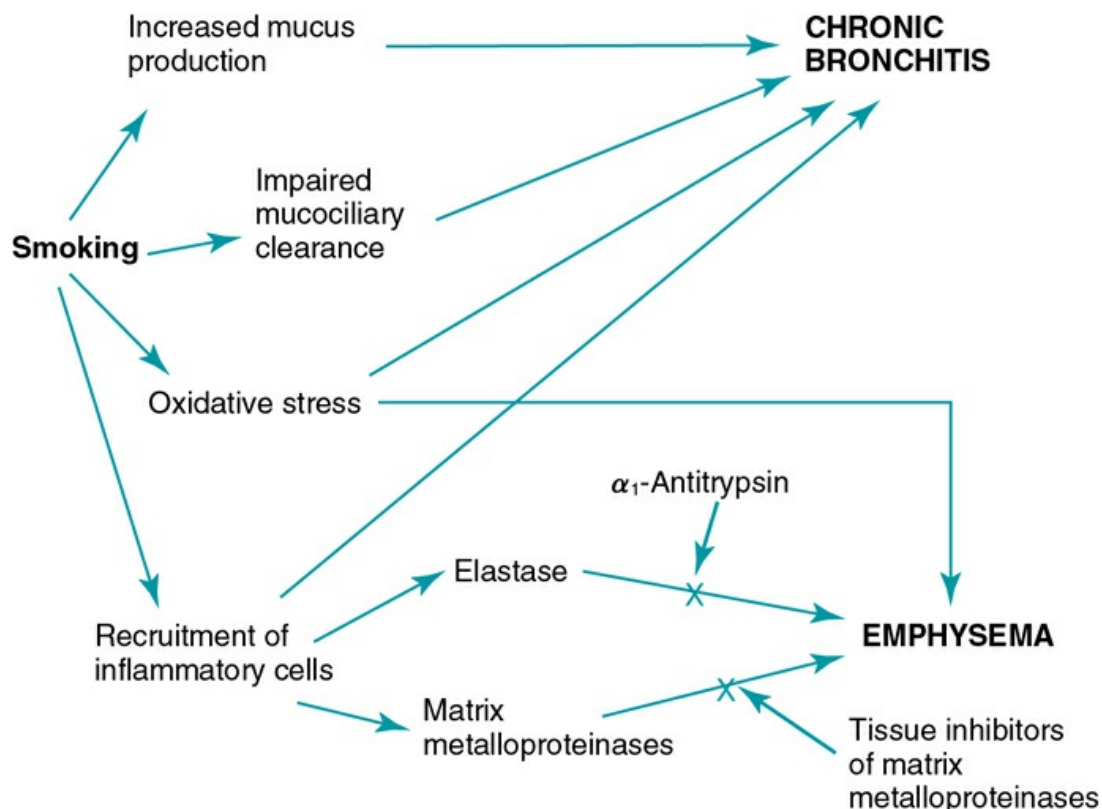 Increased mucus
production
CHRONIC
BRONCHITIS
Impaired
mucociliary
clearance
Smoking
Oxidative stress
α₁-Antitrypsin
Elastase
X
Recruitment of
inflammatory cells
EMPHYSEMA
X
Matrix
metalloproteinases
Tissue inhibitors
of matrix
metalloproteinases